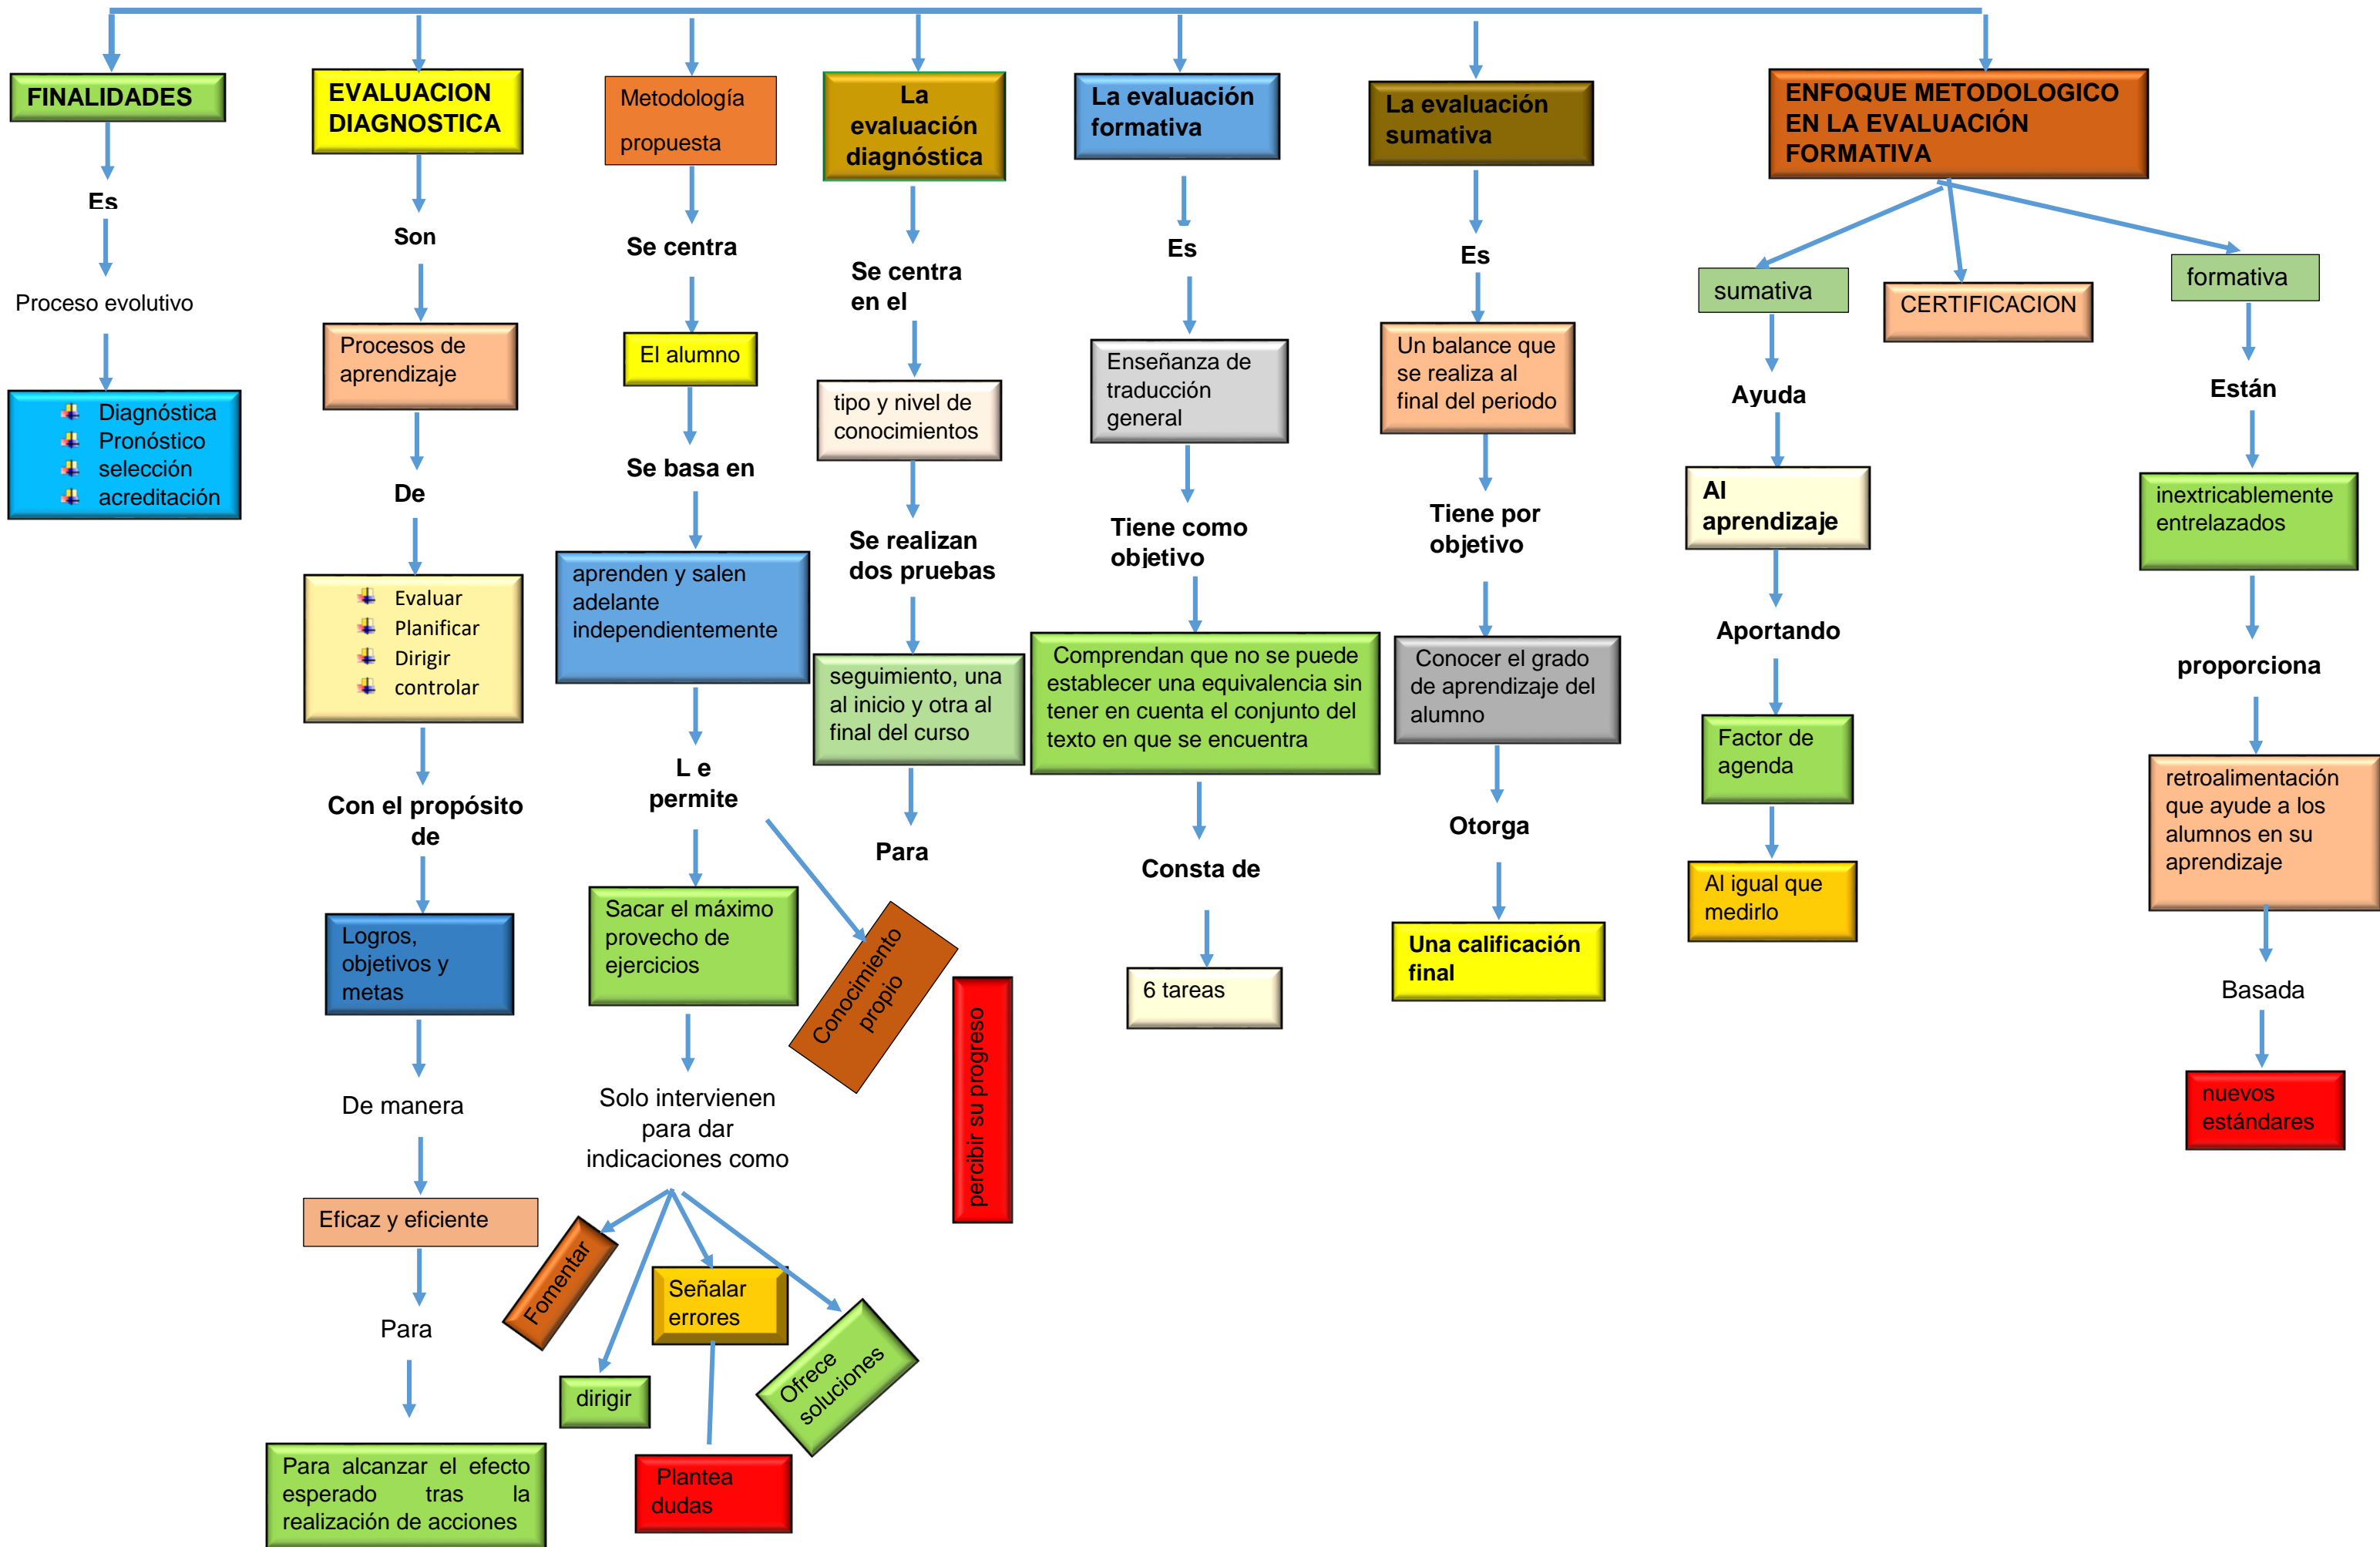 FINALIDADES
Es
Proceso evolutivo
Diagnóstica
Pronóstico
selección
acreditación
EVALUACION
DIAGNOSTICA
Son
Procesos de
aprendizaje
De
Evaluar
Planificar
Dirigir
controlar
Con el propósito
de
Logros,
objetivos y
metas
De manera
Eficaz y eficiente
Para
Para alcanzar el efecto
esperado tras la
realización de acciones
Metodología
propuesta
Se centra
El alumno
Se basa en
aprenden y salen
adelante
independientemente
L e
permite
Sacar el máximo
provecho de
ejercicios
Conocimiento
propio
Solo intervienen
para dar
indicaciones como
Fomentar
dirigir
Señalar
errores
Plantea
dudas
Ofrece
soluciones
La
evaluación
diagnóstica
Se centra
en el
tipo y nivel de
conocimientos
Se realizan
dos pruebas
seguimiento, una
al inicio y otra al
final del curso
Para
percibir su progreso
La evaluación
formativa
Es
Enseñanza de
traducción
general
Tiene como
objetivo
Comprendan que no se puede
establecer una equivalencia sin
tener en cuenta el conjunto del
texto en que se encuentra
Consta de
6 tareas
La evaluación
sumativa
Es
Un balance que
se realiza al
final del periodo
Tiene por
objetivo
Conocer el grado
de aprendizaje del
alumno
Otorga
Una calificación
final
ENFOQUE METODOLOGICO
EN LA EVALUACIÓN
FORMATIVA
sumativa
Ayuda
Al
aprendizaje
Aportando
Factor de
agenda
Al igual que
medirlo
CERTIFICACION
formativa
Están
inextricablemente
entrelazados
proporciona
retroalimentación
que ayude a los
alumnos en su
aprendizaje
Basada
nuevos
estándares